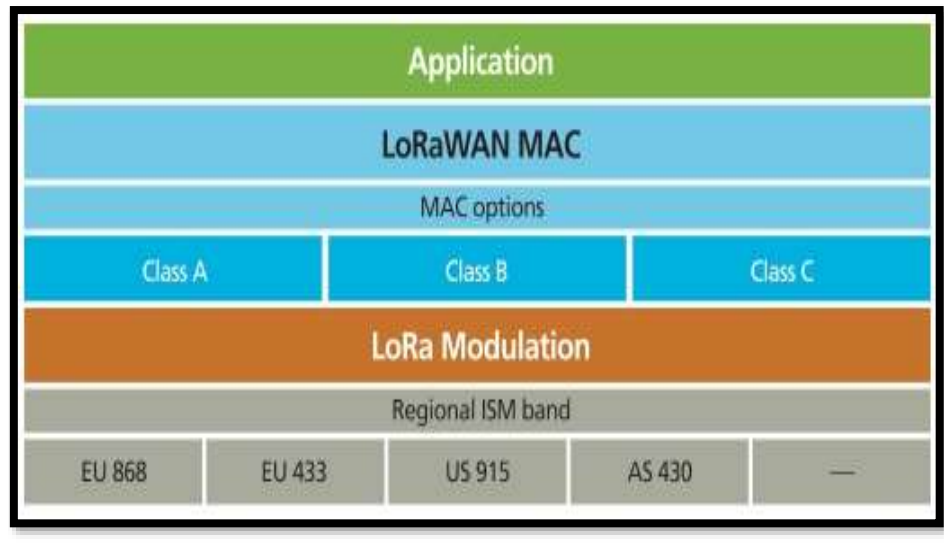 Application
LoRaWAN MAC
MAC options
Class A Class B Class C
LoRa Modulation
Regional ISM band
EU 868 EU 433 US 915 AS 430 —